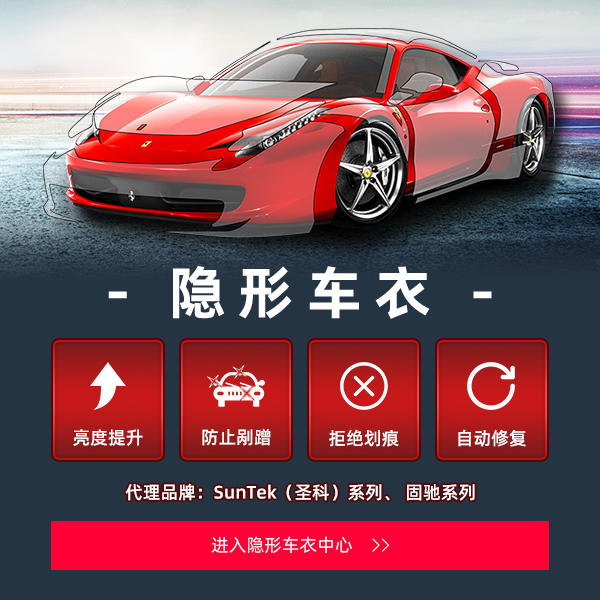 - 隐形车衣 -
亮度提升
防止剐蹭
拒绝划痕
自动修复
代理品牌：SunTek（圣科）系列、 固驰系列
进入隐形车衣中心 >>